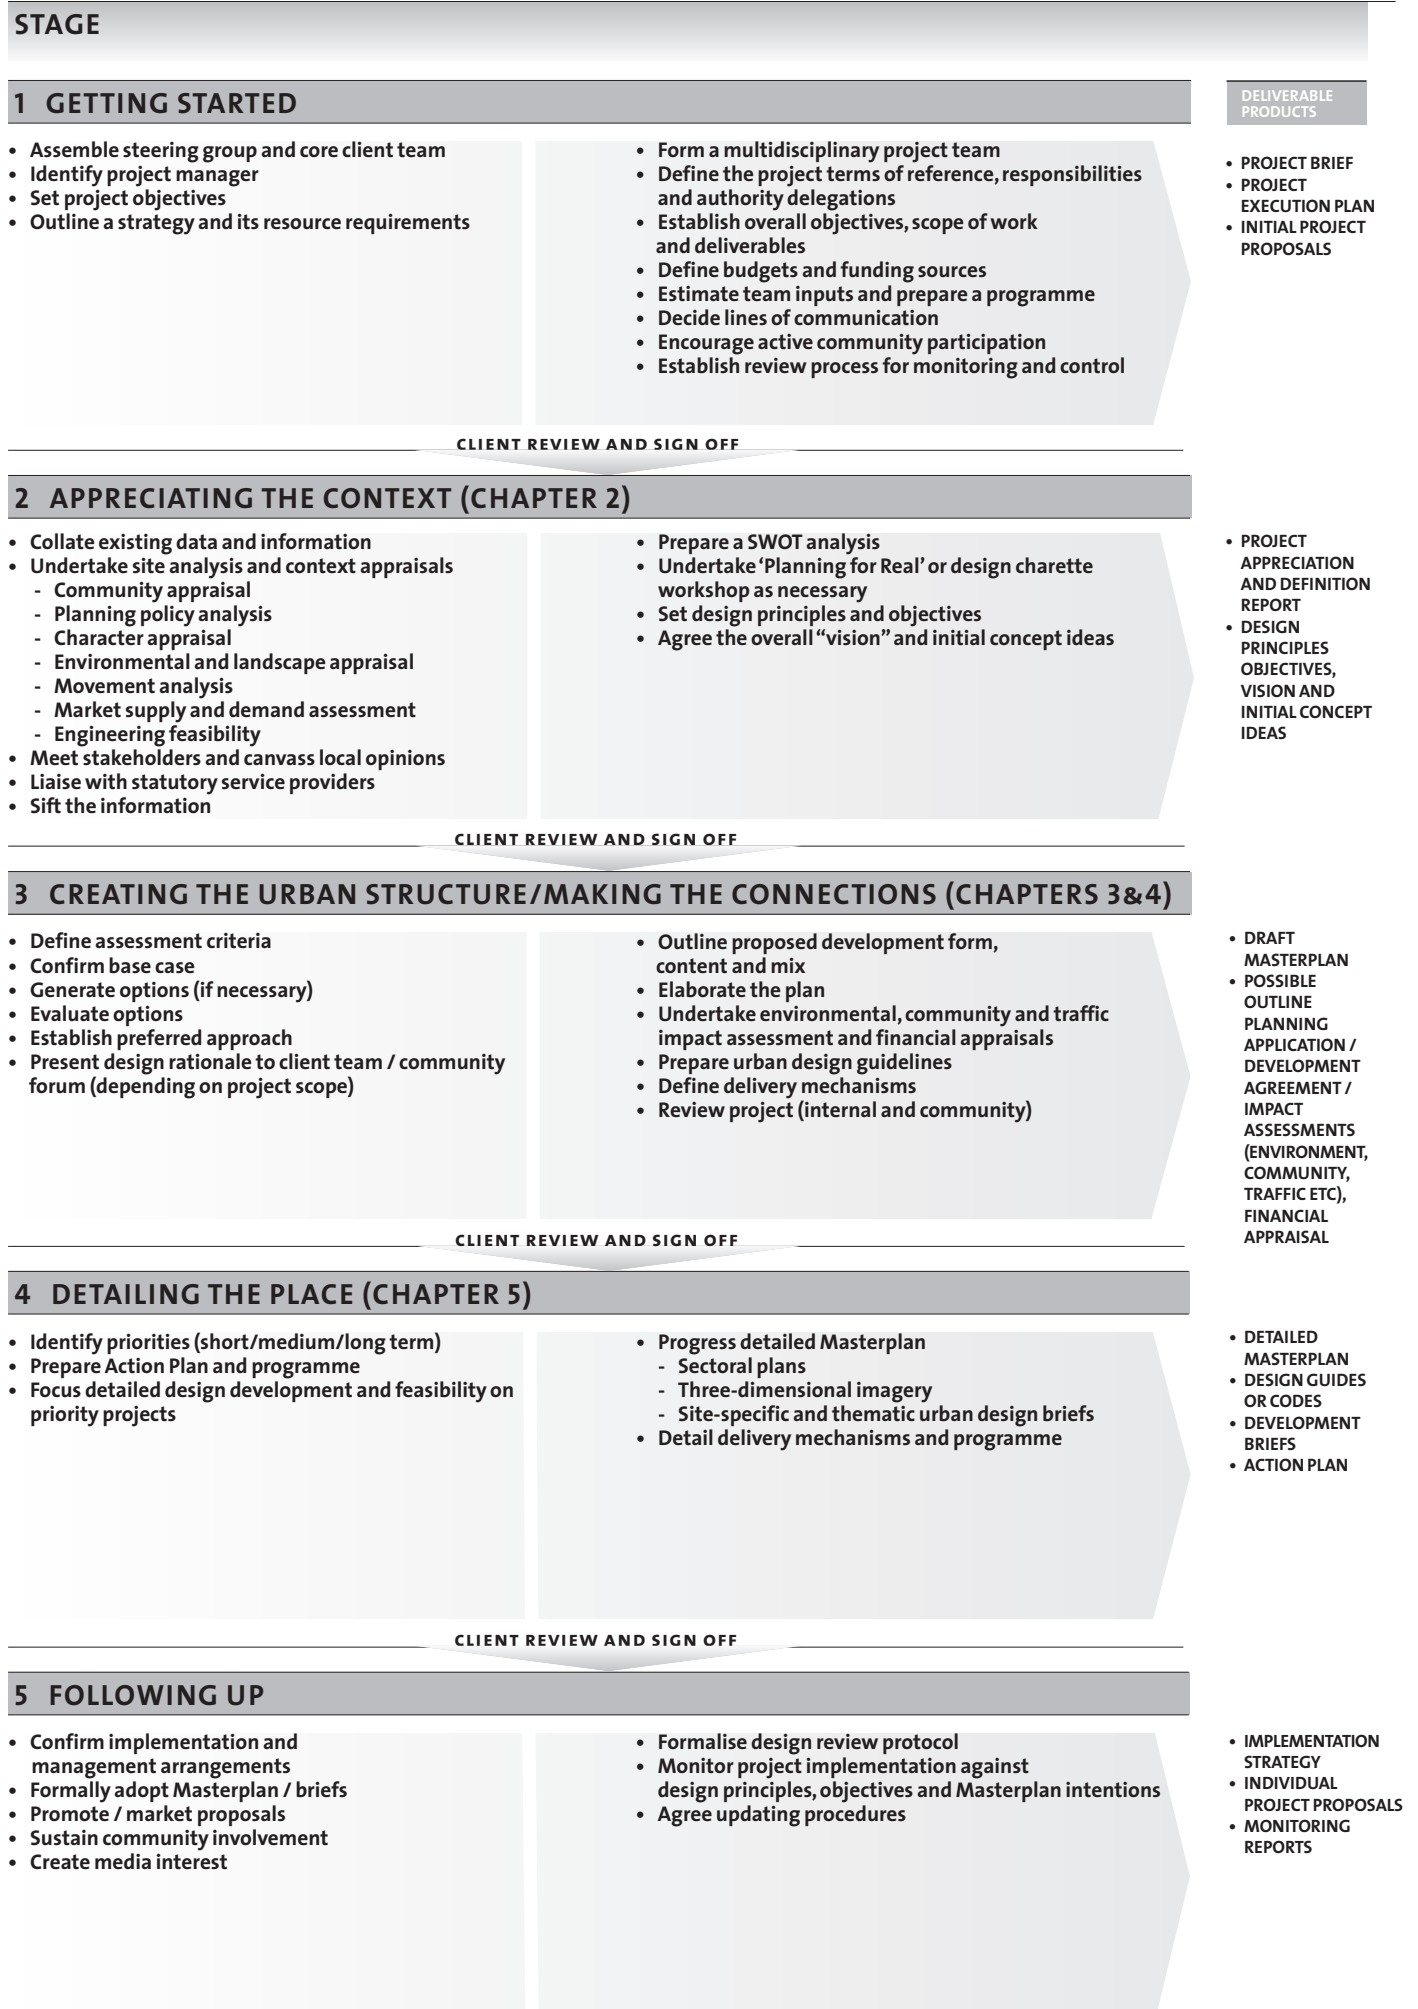 STAGE
1 GETTING STARTED
DELIVERABLE
PRODUCTS
• Assemble steering group and core client team
• Identify project manager
• Set project objectives
• Outline a strategy and its resource requirements
• Form a multidisciplinary project team
• Define the project terms of reference, responsibilities
and authority delegations
• Establish overall objectives, scope of work
and deliverables
• Define budgets and funding sources
• Estimate team inputs and prepare a programme
• Decide lines of communication
• Encourage active community participation
• Establish review process for monitoring and control
• PROJECT BRIEF
• PROJECT
EXECUTION PLAN
• INITIAL PROJECT
PROPOSALS
CLIENT REVIEW AND SIGN OFF
2 APPRECIATING THE CONTEXT (CHAPTER 2)
• Collate existing data and information
• Undertake site analysis and context appraisals
- Community appraisal
- Planning policy analysis
- Character appraisal
- Environmental and landscape appraisal
- Movement analysis
- Market supply and demand assessment
- Engineering feasibility
• Meet stakeholders and canvass local opinions
• Liaise with statutory service providers
• Sift the information
• Prepare a SWOT analysis
• Undertake ‘Planning for Real’ or design charette
workshop as necessary
• Set design principles and objectives
• Agree the overall “vision” and initial concept ideas
• PROJECT
APPRECIATION
AND DEFINITION
REPORT
• DESIGN
PRINCIPLES
OBJECTIVES,
VISION AND
INITIAL CONCEPT
IDEAS
CLIENT REVIEW AND SIGN OFF
3 CREATING THE URBAN STRUCTURE/MAKING THE CONNECTIONS (CHAPTERS 3&4)
• Define assessment criteria
• Confirm base case
• Generate options (if necessary)
• Evaluate options
• Establish preferred approach
• Present design rationale to client team / community
forum (depending on project scope)
• Outline proposed development form,
content and mix
• Elaborate the plan
• Undertake environmental, community and traffic
impact assessment and financial appraisals
• Prepare urban design guidelines
• Define delivery mechanisms
• Review project (internal and community)
• DRAFT
MASTERPLAN
• POSSIBLE
OUTLINE
PLANNING
APPLICATION /
DEVELOPMENT
AGREEMENT /
IMPACT
ASSESSMENTS
(ENVIRONMENT,
COMMUNITY,
TRAFFIC ETC),
FINANCIAL
APPRAISAL
CLIENT REVIEW AND SIGN OFF
4 DETAILING THE PLACE (CHAPTER 5)
• Identify priorities (short/medium/long term)
• Prepare Action Plan and programme
• Focus detailed design development and feasibility on
priority projects
• Progress detailed Masterplan
- Sectoral plans
- Three-dimensional imagery
- Site-specific and thematic urban design briefs
• Detail delivery mechanisms and programme
• DETAILED
MASTERPLAN
• DESIGN GUIDES
OR CODES
• DEVELOPMENT
BRIEFS
• ACTION PLAN
CLIENT REVIEW AND SIGN OFF
5 FOLLOWING UP
• Confirm implementation and
management arrangements
• Formally adopt Masterplan / briefs
• Promote / market proposals
• Sustain community involvement
• Create media interest
• Formalise design review protocol
• Monitor project implementation against
design principles, objectives and Masterplan intentions
• Agree updating procedures
• IMPLEMENTATION
STRATEGY
• INDIVIDUAL
PROJECT PROPOSALS
• MONITORING
REPORTS